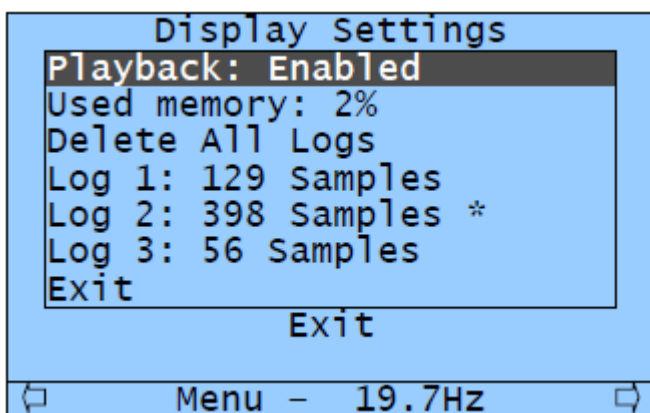 Display Settings
Playback: Enabled
Used memory: 2%
Delete All Logs
Log 1: 129 Samples
Log 2: 398 Samples *
Log 3: 56 Samples
Exit
Exit
Menu – 19.7Hz